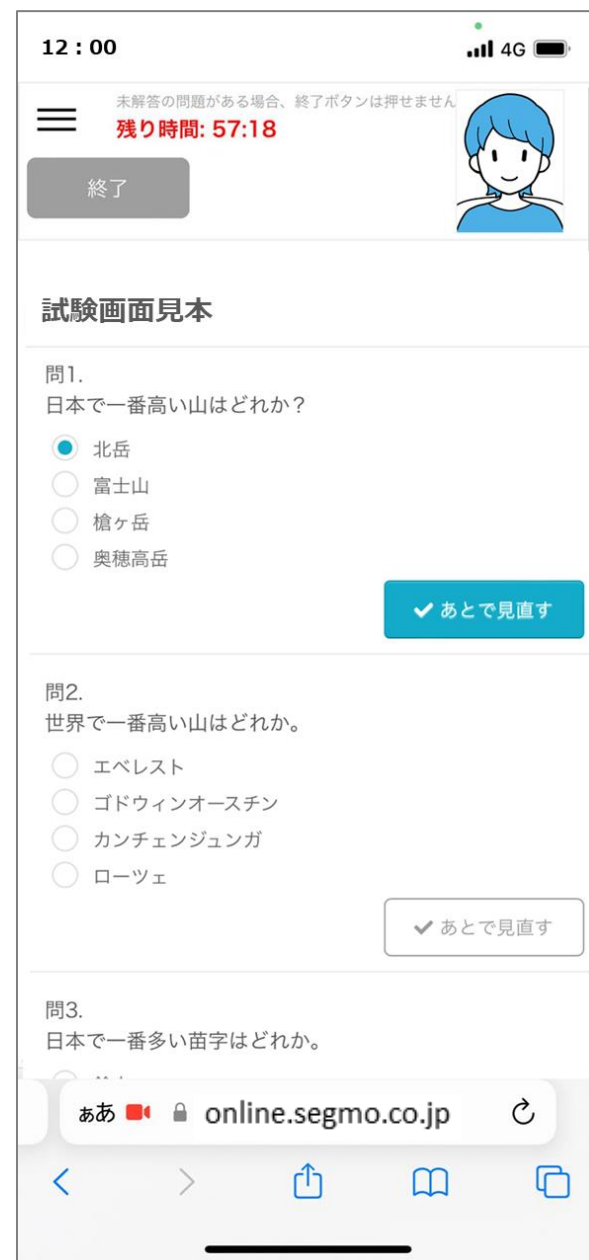 12：00
4G
未解答の問題がある場合、終了ボタンは押せません
残り時間: 57:18
終了
試験画面見本
問1.
日本で一番高い山はどれか？
北岳
富士山
槍ヶ岳
奥穂高岳
あとで見直す
問2.
世界で一番高い山はどれか。
エベレスト
ゴドウィンオースチン
カンチェンジュンガ
ローツェ
あとで見直す
問3.
日本で一番多い苗字はどれか。
ぁあ
online.segmo.co.jp